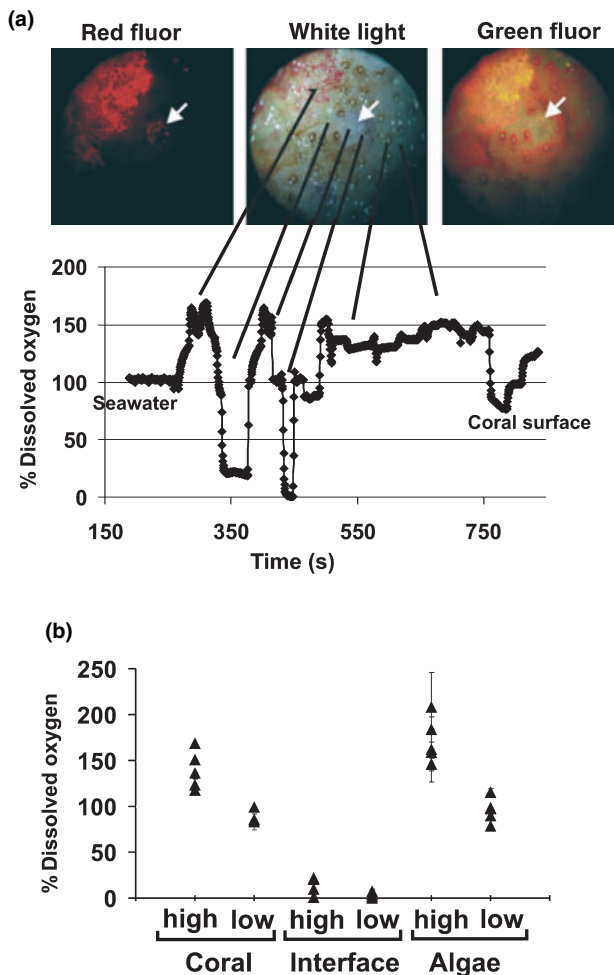 (a)
Red fluor White light Green fluor
% Dissolved oxygen
200
150
100
50
0
Seawater
Coral surface
150 350 550 750
Time (s)
(b)
% Dissolved oxygen
250
200
150
100
50
0
high low high low high low
Coral Interface Algae